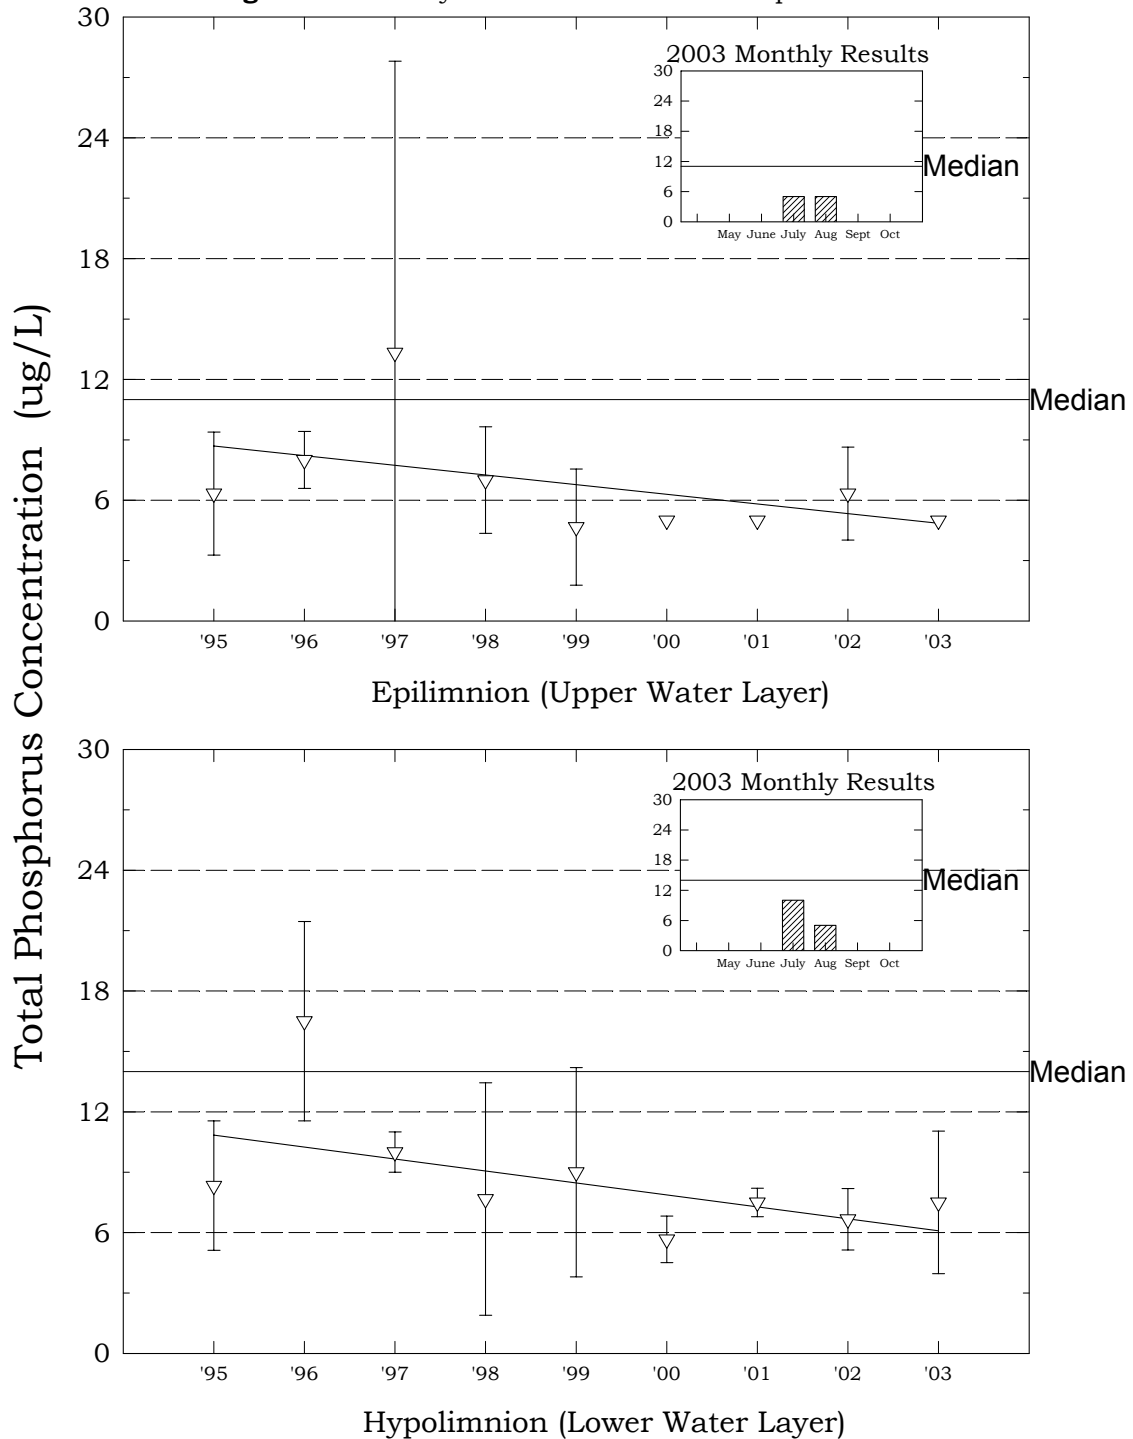 30
2003 Monthly Results
30
24
18
12
6
0
Median
May June July Aug Sept Oct
24
18
12
Median
6
0
'95 '96 '97 '98 '99 '00 '01 '02 '03
Epilimnion (Upper Water Layer)
Total Phosphorus Concentration (ug/L)
30
2003 Monthly Results
30
24
18
12
6
0
Median
May June July Aug Sept Oct
24
18
Median
12
6
0
'95 '96 '97 '98 '99 '00 '01 '02 '03
Hypolimnion (Lower Water Layer)